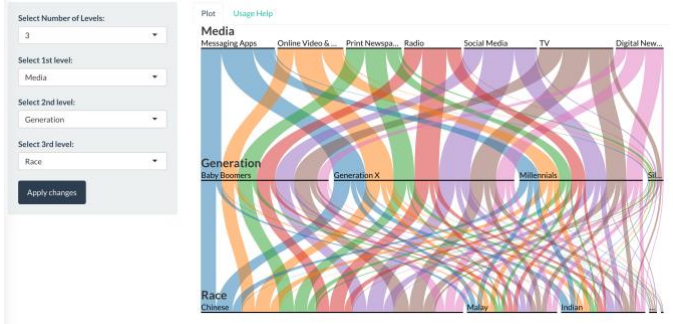 Select Number of Levels:
3
Select 1st level:
Media
Select 2nd level:
Generation
Select 3rd level:
Race
Apply changes
Plot Usage Help
Media
Messaging Apps Online Video & ... Print Newspa... Radio Social Media TV Digital New...
Generation
Baby Boomers Generation X Millennials Sil...
Race
Chinese Malay Indian ...